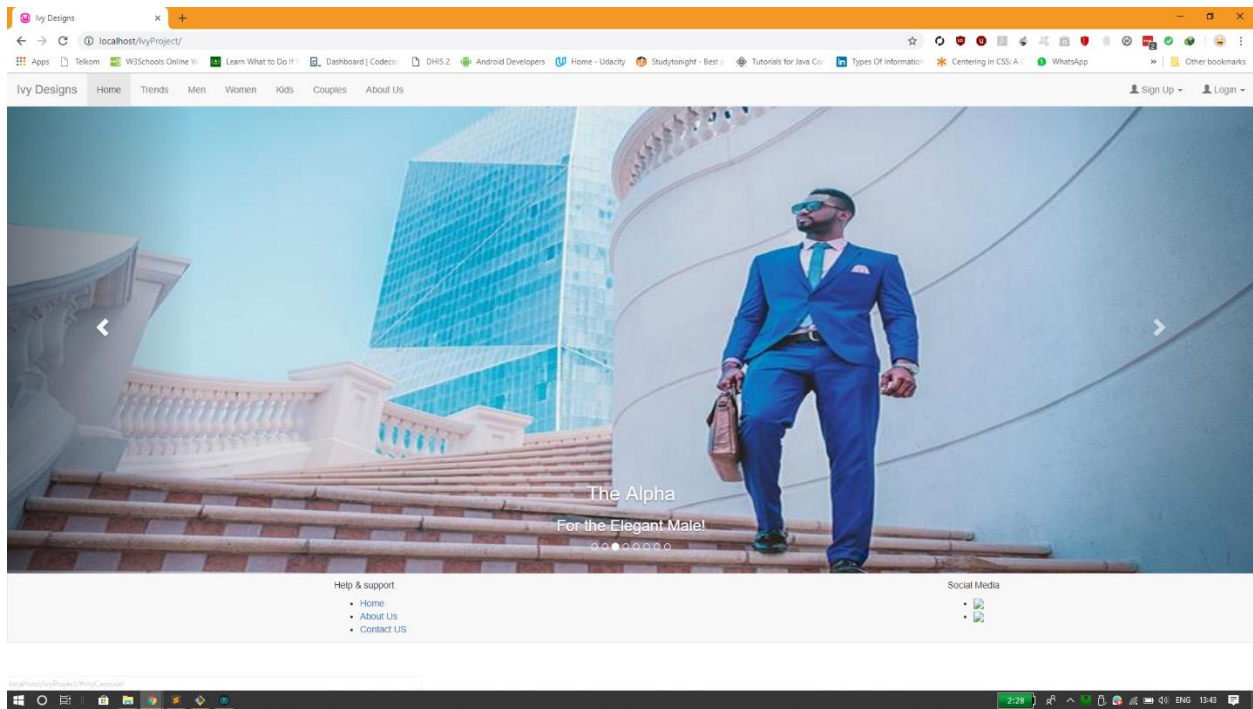 Ivy Designs
localhost/IvyProject/
Apps Telkom W3Schools Online W Learn What to Do If Dashboard | Codeca DHIS 2 Android Developers Home - Udacity Studytonight - Best Tutorials for Java Co Types Of Information Centering in CSS: A C WhatsApp » Other bookmarks
Ivy Designs Home Trends Men Women Kids Couples About Us Sign Up Login
The Alpha
For the Elegant Male!
Help & support
Home
About Us
Contact US
Social Media
localhost/IvyProject/#myCarousel
2:28 ENG 13:43